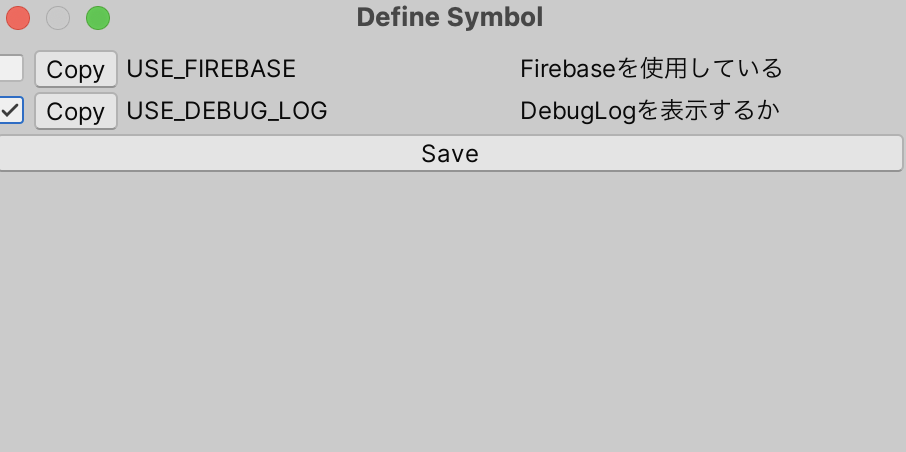 Define Symbol
Copy USE_FIREBASE Firebaseを使用している
Copy USE_DEBUG_LOG DebugLogを表示するか
Save